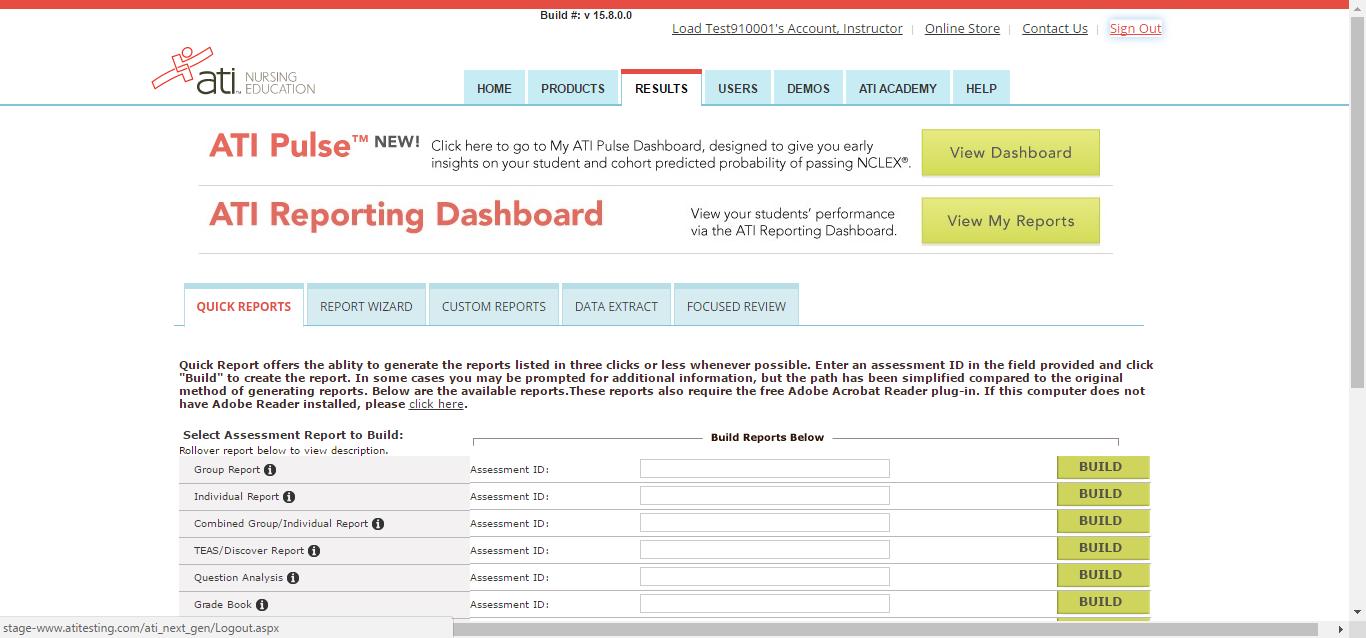 Build #: v 15.8.0.0
Load Test910001's Account, Instructor | Online Store | Contact Us | Sign Out
ati™ NURSING EDUCATION
HOME PRODUCTS RESULTS USERS DEMOS ATI ACADEMY HELP
ATI Pulse™ NEW!
Click here to go to My ATI Pulse Dashboard, designed to give you early
insights on your student and cohort predicted probability of passing NCLEX®.
View Dashboard
ATI Reporting Dashboard
View your students’ performance
via the ATI Reporting Dashboard.
View My Reports
QUICK REPORTS REPORT WIZARD CUSTOM REPORTS DATA EXTRACT FOCUSED REVIEW
Quick Report offers the ablity to generate the reports listed in three clicks or less whenever possible. Enter an assessment ID in the field provided and click
"Build" to create the report. In some cases you may be prompted for additional information, but the path has been simplified compared to the original
method of generating reports. Below are the available reports.These reports also require the free Adobe Acrobat Reader plug-in. If this computer does not
have Adobe Reader installed, please click here.
Select Assessment Report to Build:
Build Reports Below
Rollover report below to view description.
Group Report Assessment ID: BUILD
Individual Report Assessment ID: BUILD
Combined Group/Individual Report Assessment ID: BUILD
TEAS/Discover Report Assessment ID: BUILD
Question Analysis Assessment ID: BUILD
Grade Book Assessment ID: BUILD
stage-www.atitesting.com/ati_next_gen/Logout.aspx